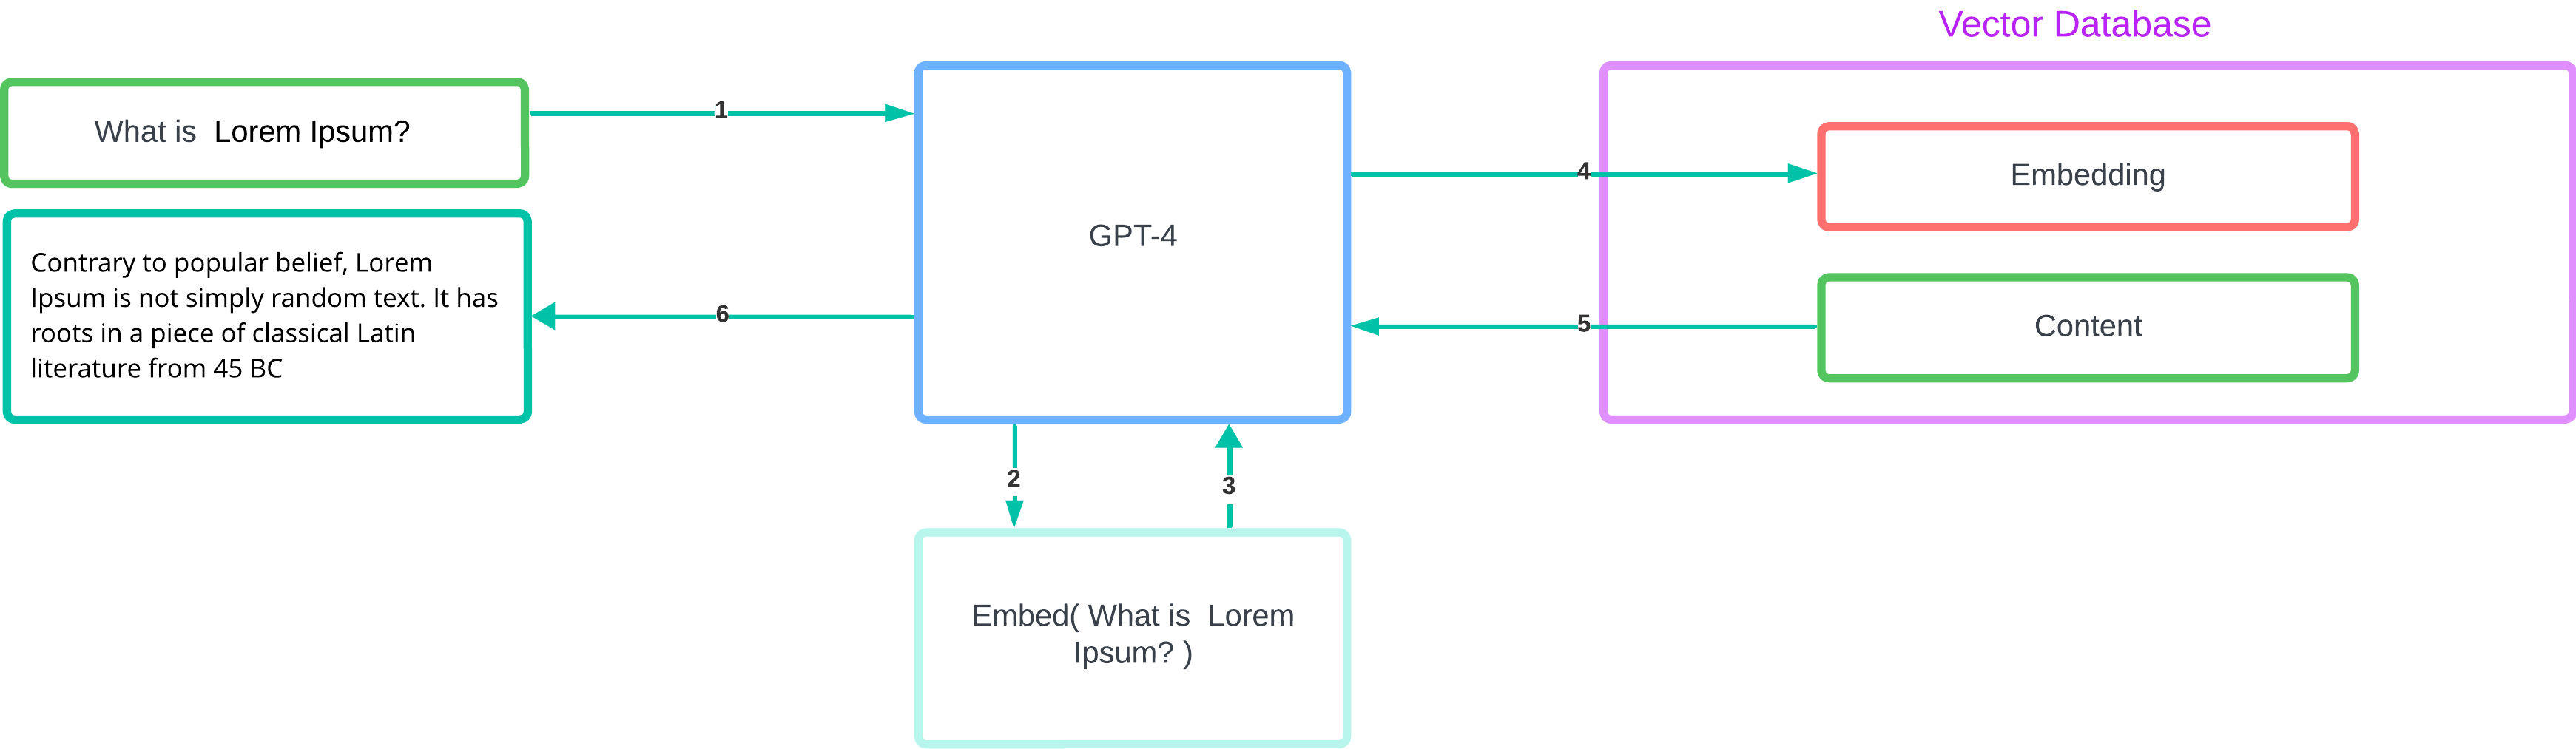 Vector Database
What is  Lorem Ipsum?
1
GPT-4
4
Embedding
Contrary to popular belief, Lorem
Ipsum is not simply random text. It has
roots in a piece of classical Latin
literature from 45 BC
6
5
Content
2
3
Embed( What is  Lorem
Ipsum? )